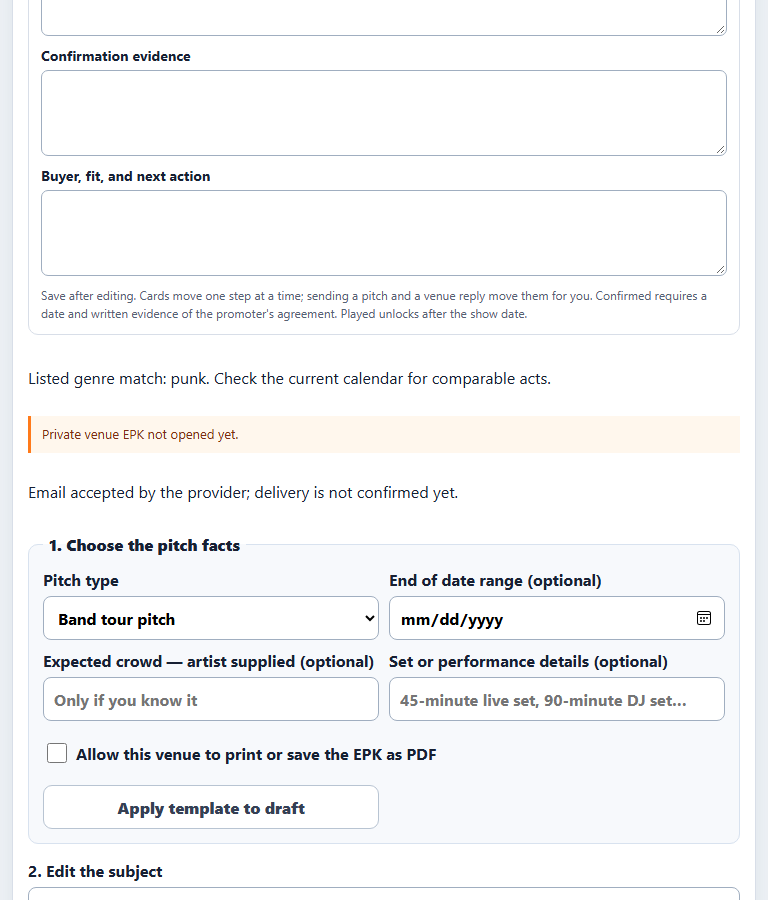 Confirmation evidence
Buyer, fit, and next action
Save after editing. Cards move one step at a time; sending a pitch and a venue reply move them for you. Confirmed requires a
date and written evidence of the promoter's agreement. Played unlocks after the show date.
Listed genre match: punk. Check the current calendar for comparable acts.
Private venue EPK not opened yet.
Email accepted by the provider; delivery is not confirmed yet.
1. Choose the pitch facts
Pitch type
End of date range (optional)
Band tour pitch
mm/dd/yyyy
Expected crowd — artist supplied (optional)
Set or performance details (optional)
Only if you know it
45-minute live set, 90-minute DJ set...
Allow this venue to print or save the EPK as PDF
Apply template to draft
2. Edit the subject